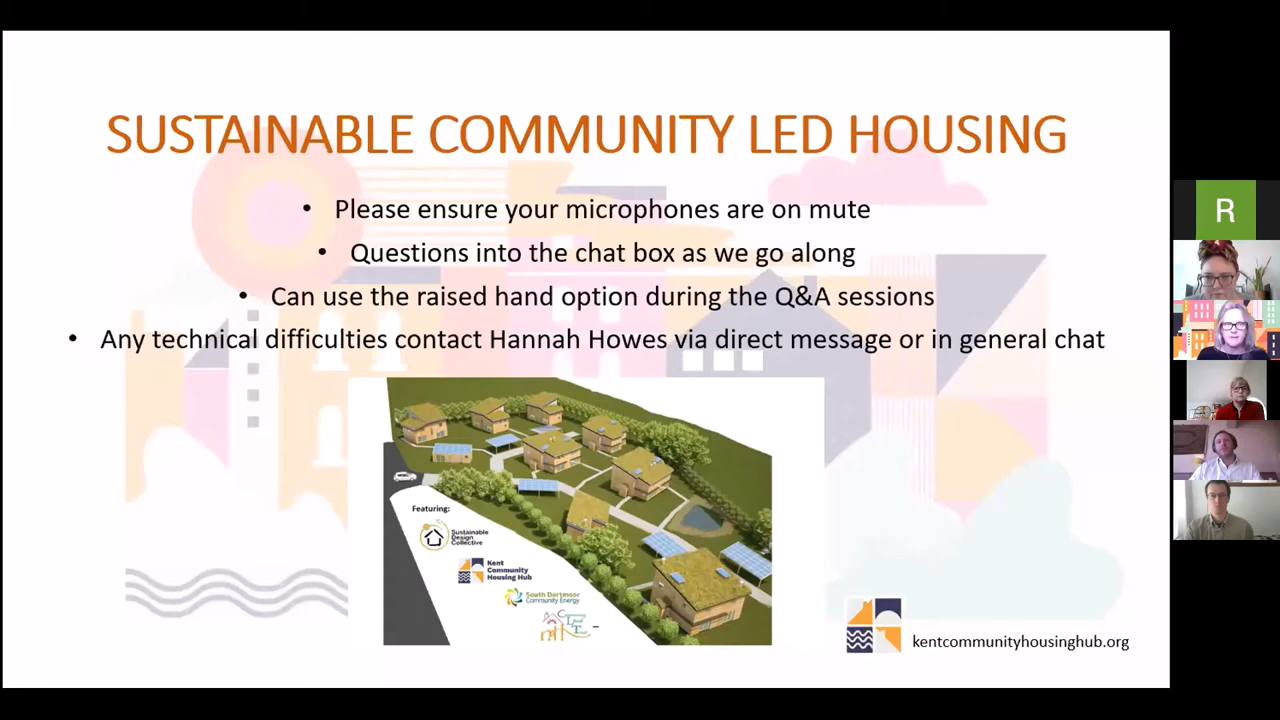 SUSTAINABLE COMMUNITY LED HOUSING
• Please ensure your microphones are on mute
• Questions into the chat box as we go along
• Can use the raised hand option during the Q&A sessions
• Any technical difficulties contact Hannah Howes via direct message or in general chat
Featuring:
Sustainable
Design
Collective
Kent
Community
Housing Hub
South Dartmoor
Community Energy
kentcommunityhousinghub.org
R